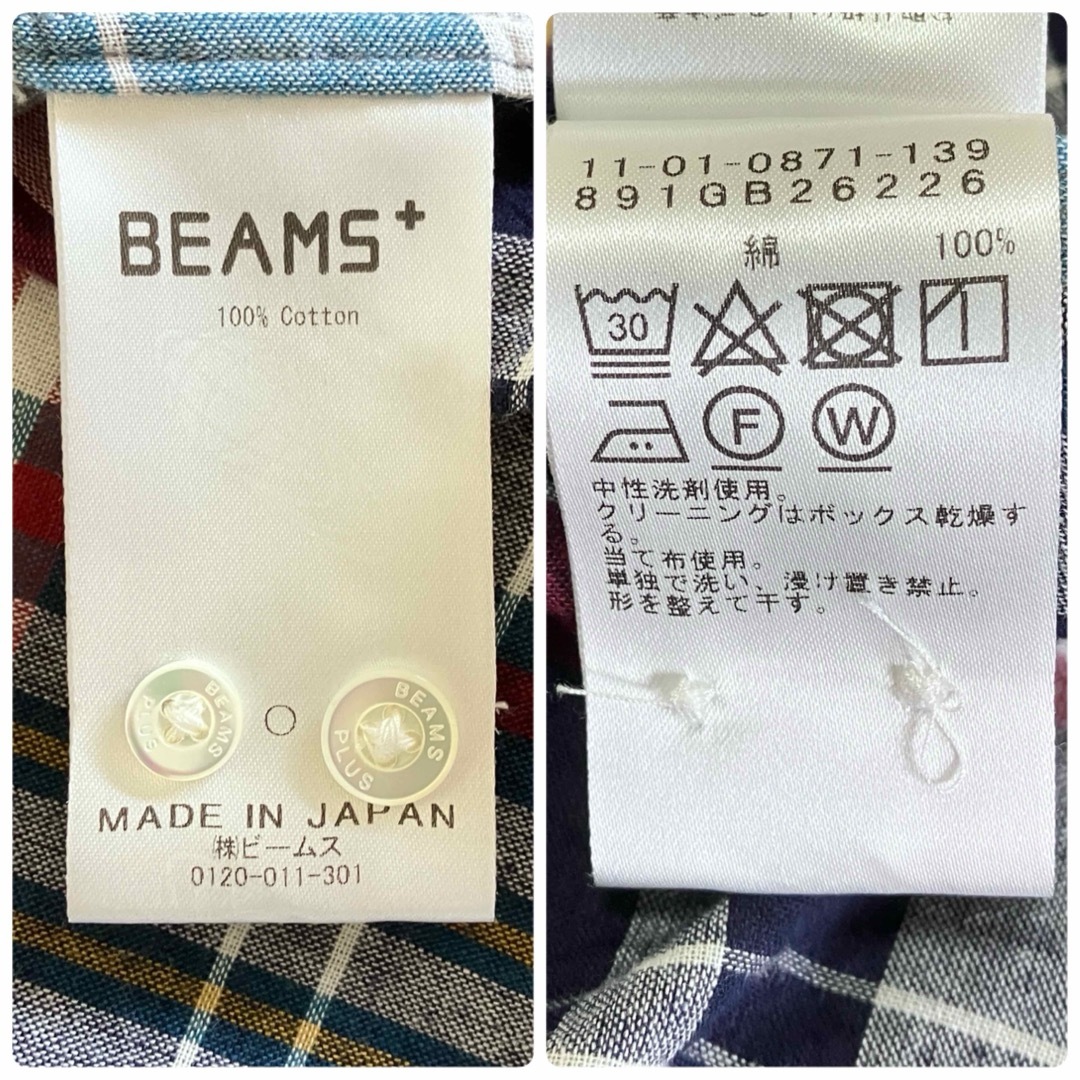 BEAMS+
100% Cotton
BEAMS PLUS
BEAMS PLUS
MADE IN JAPAN
㈱ビームス
0120-011-301
11-01-0871-139
891GB26226
綿 100%
30
F W
中性洗剤使用。
クリーニングはボックス乾燥す
る。
当て布使用。
単独で洗い、浸け置き禁止。
形を整えて干す。